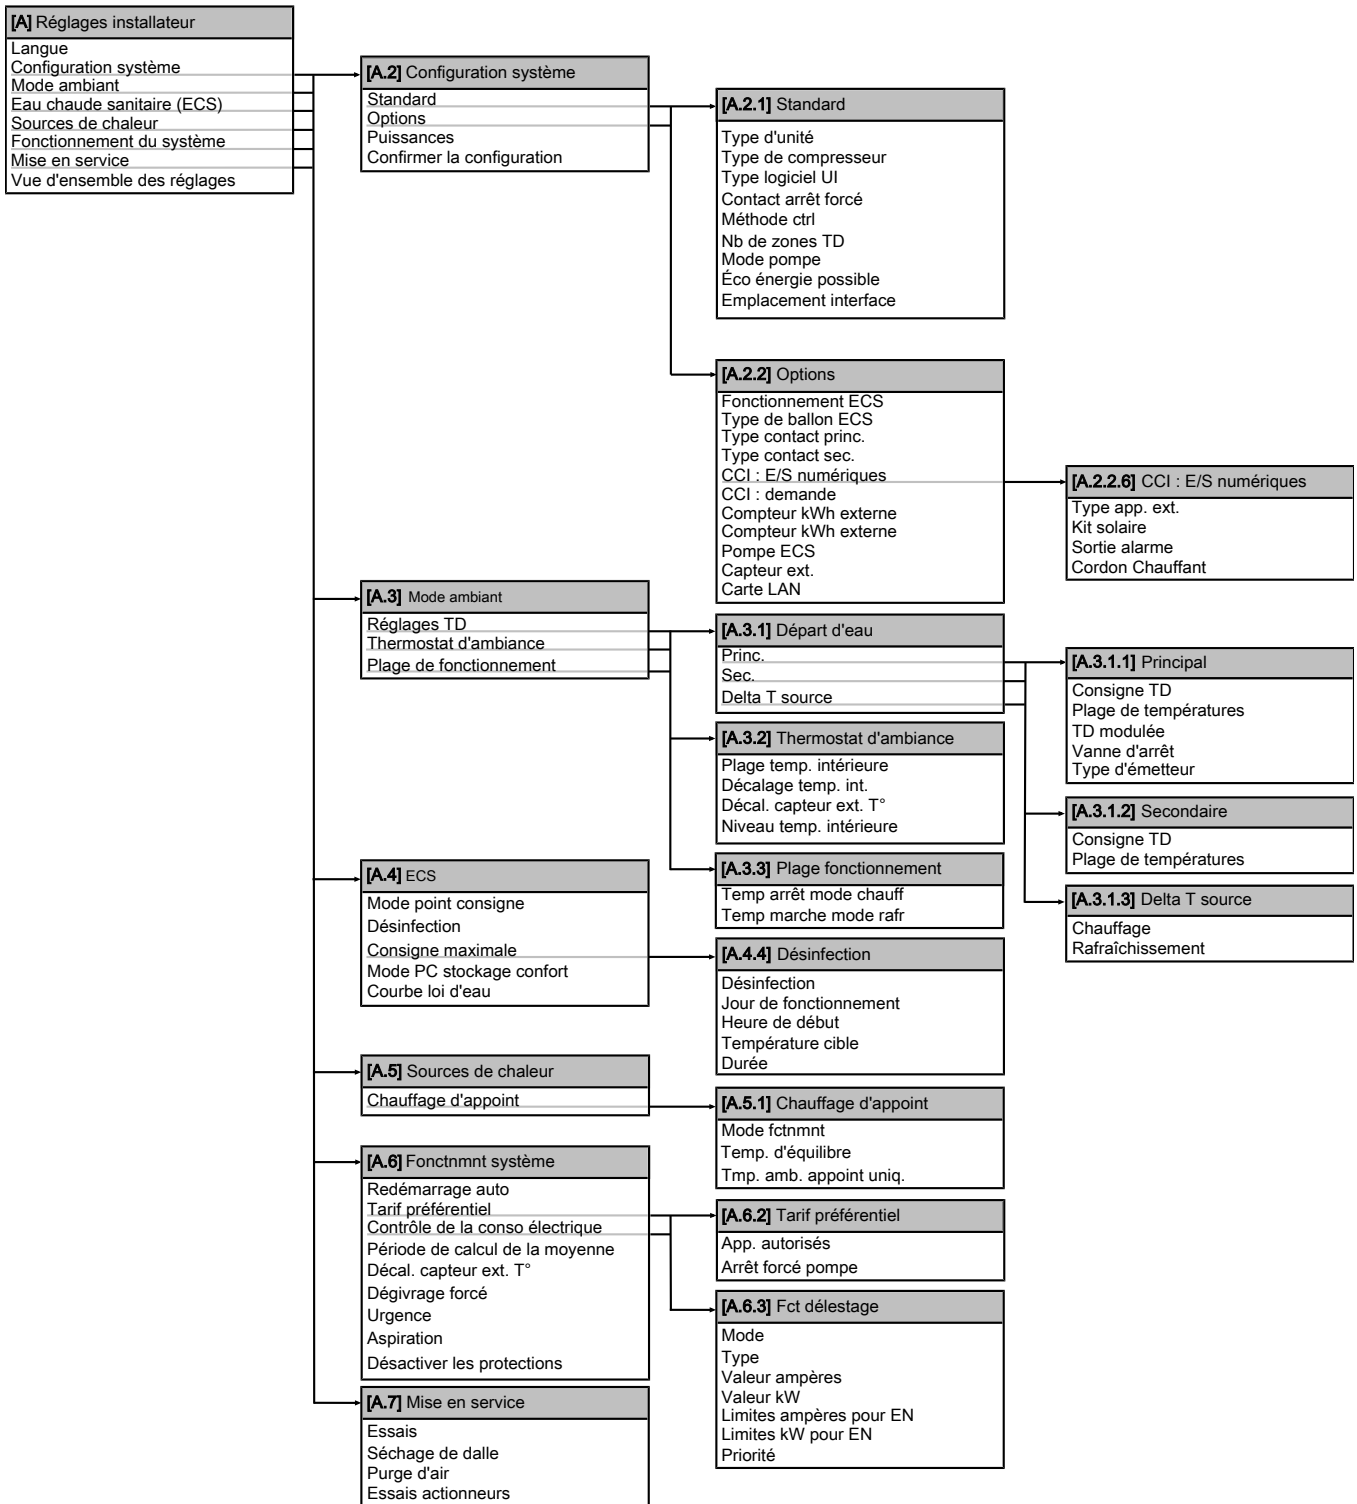 [A] Réglages installateur
Langue
Configuration système
Mode ambiant
Eau chaude sanitaire (ECS)
Sources de chaleur
Fonctionnement du système
Mise en service
Vue d'ensemble des réglages
[A.2] Configuration système
Standard
Options
Puissances
Confirmer la configuration
[A.2.1] Standard
Type d'unité
Type de compresseur
Type logiciel UI
Contact arrêt forcé
Méthode ctrl
Nb de zones TD
Mode pompe
Éco énergie possible
Emplacement interface
[A.2.2] Options
Fonctionnement ECS
Type de ballon ECS
Type contact princ.
Type contact sec.
CCI : E/S numériques
CCI : demande
Compteur kWh externe
Compteur kWh externe
Pompe ECS
Capteur ext.
Carte LAN
[A.2.2.6] CCI : E/S numériques
Type app. ext.
Kit solaire
Sortie alarme
Cordon Chauffant
[A.3] Mode ambiant
Réglages TD
Thermostat d'ambiance
Plage de fonctionnement
[A.3.1] Départ d'eau
Princ.
Sec.
Delta T source
[A.3.1.1] Principal
Consigne TD
Plage de températures
TD modulée
Vanne d'arrêt
Type d'émetteur
[A.3.2] Thermostat d'ambiance
Plage temp. intérieure
Décalage temp. int.
Décal. capteur ext. T°
Niveau temp. intérieure
[A.3.1.2] Secondaire
Consigne TD
Plage de températures
[A.3.3] Plage fonctionnement
Temp arrêt mode chauff
Temp marche mode rafr
[A.3.1.3] Delta T source
Chauffage
Rafraîchissement
[A.4] ECS
Mode point consigne
Désinfection
Consigne maximale
Mode PC stockage confort
Courbe loi d'eau
[A.4.4] Désinfection
Désinfection
Jour de fonctionnement
Heure de début
Température cible
Durée
[A.5] Sources de chaleur
Chauffage d'appoint
[A.5.1] Chauffage d'appoint
Mode fctnmnt
Temp. d'équilibre
Tmp. amb. appoint uniq.
[A.6] Fonctnmnt système
Redémarrage auto
Tarif préférentiel
Contrôle de la conso électrique
Période de calcul de la moyenne
Décal. capteur ext. T°
Dégivrage forcé
Urgence
Aspiration
Désactiver les protections
[A.6.2] Tarif préférentiel
App. autorisés
Arrêt forcé pompe
[A.6.3] Fct délestage
Mode
Type
Valeur ampères
Valeur kW
Limites ampères pour EN
Limites kW pour EN
Priorité
[A.7] Mise en service
Essais
Séchage de dalle
Purge d'air
Essais actionneurs